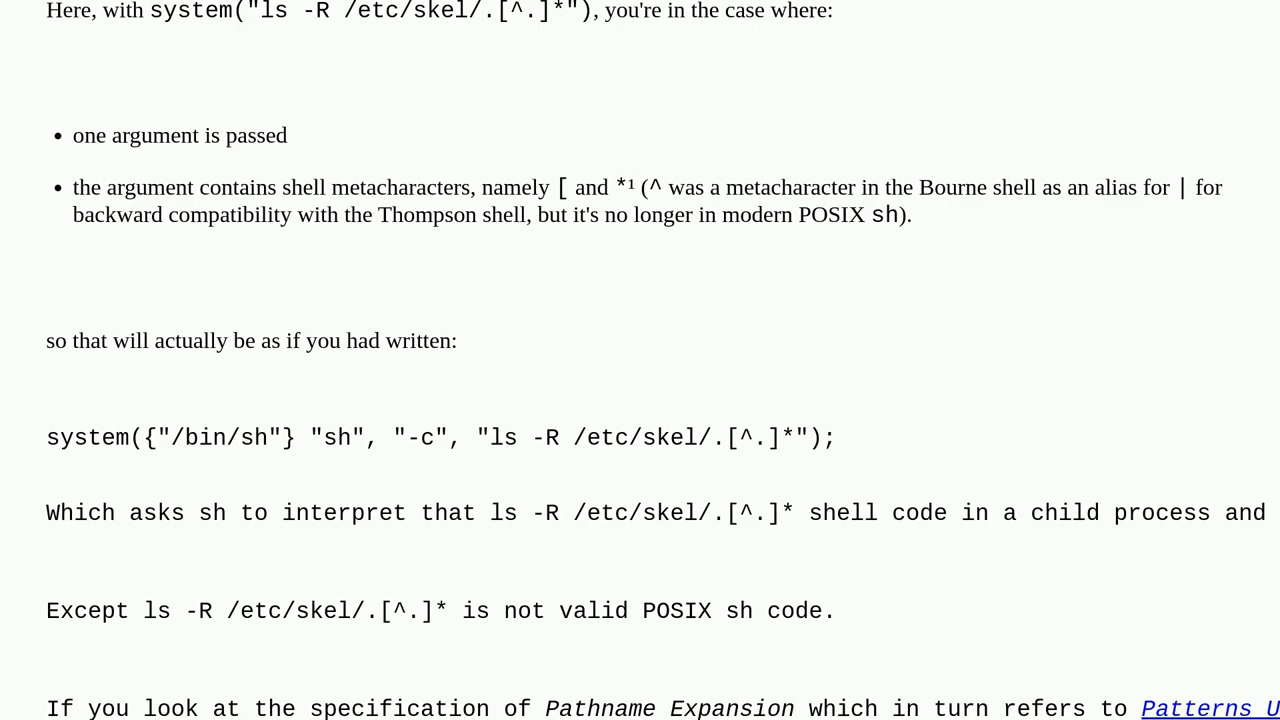 Here, with system("ls -R /etc/skel/.[^.]*"), you're in the case where:
• one argument is passed
• the argument contains shell metacharacters, namely [ and *¹ (^ was a metacharacter in the Bourne shell as an alias for | for
backward compatibility with the Thompson shell, but it's no longer in modern POSIX sh).
so that will actually be as if you had written:
system({"/bin/sh"} "sh", "-c", "ls -R /etc/skel/.[^.]*");
Which asks sh to interpret that ls -R /etc/skel/.[^.]* shell code in a child process and
Except ls -R /etc/skel/.[^.]* is not valid POSIX sh code.
If you look at the specification of Pathname Expansion which in turn refers to Patterns U